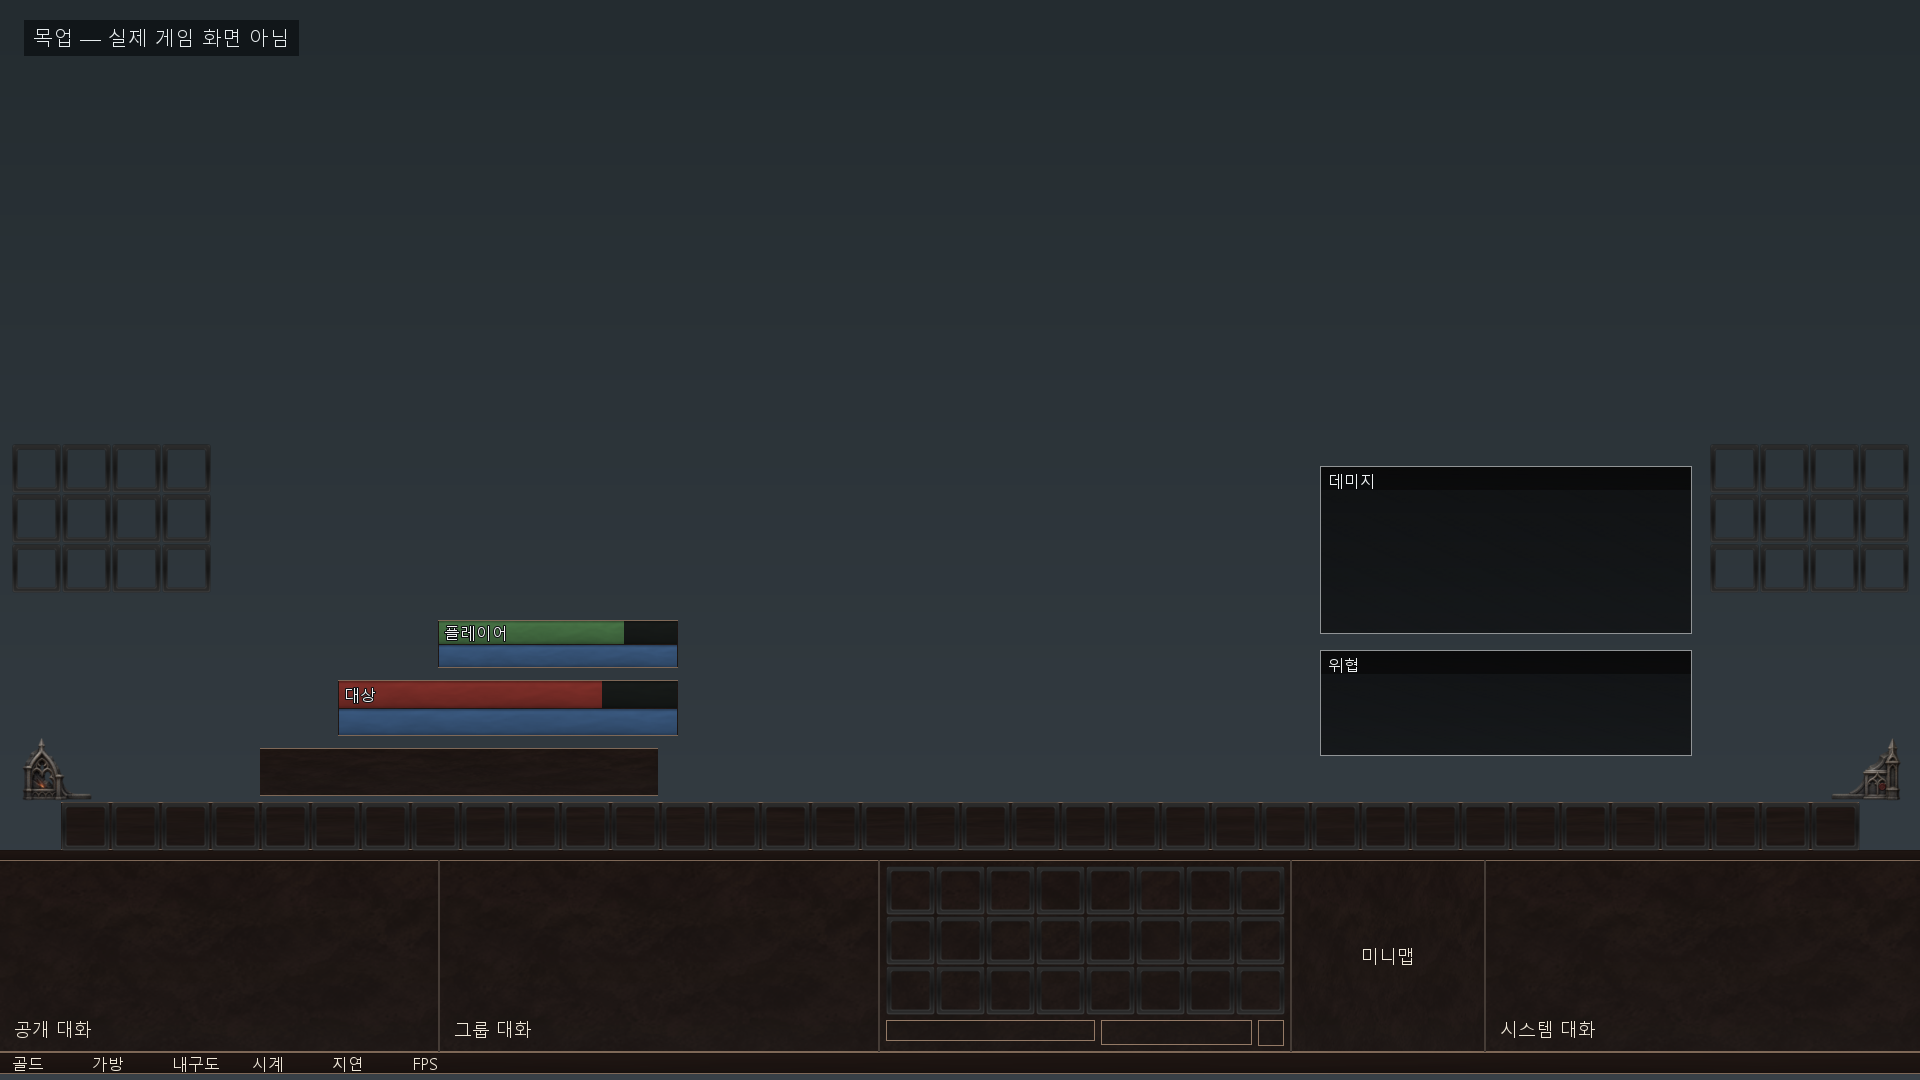 목업 — 실제 게임 화면 아님
데미지
플레이어
위협
대상
미니맵
공개 대화
그룹 대화
시스템 대화
골드 가방 내구도 시계 지연 FPS